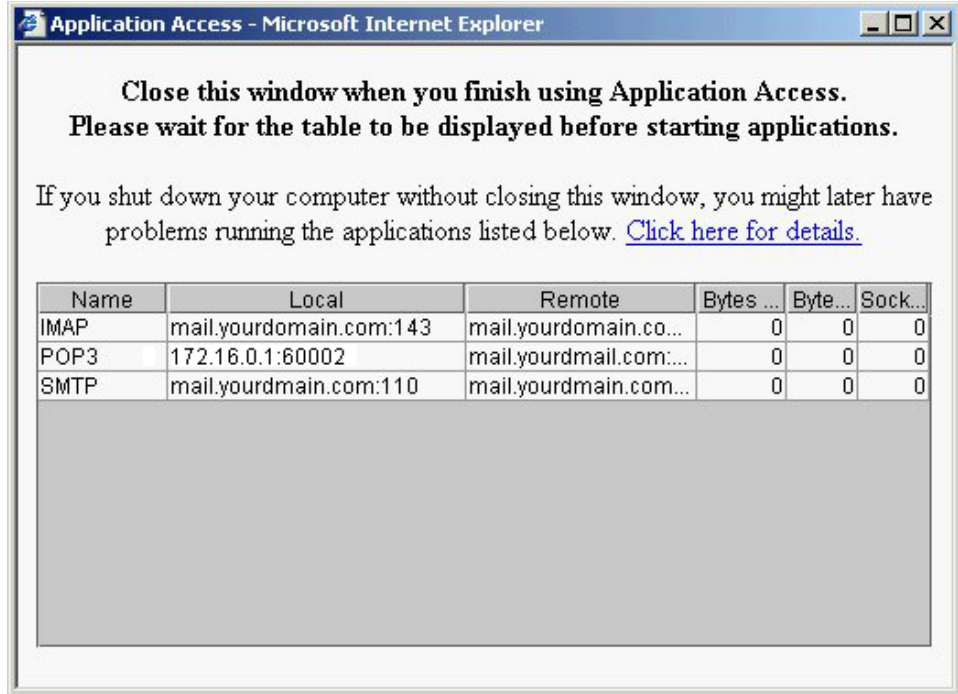 Application Access - Microsoft Internet Explorer
Close this window when you finish using Application Access.
Please wait for the table to be displayed before starting applications.
If you shut down your computer without closing this window, you might later have
problems running the applications listed below. Click here for details.
Name Local Remote Bytes ... Byte... Sock...
IMAP mail.yourdomain.com:143 mail.yourdomain.co... 0 0 0
POP3 172.16.0.1:60002 mail.yourdmail.com:... 0 0 0
SMTP mail.yourdmain.com:110 mail.yourdmain.com... 0 0 0